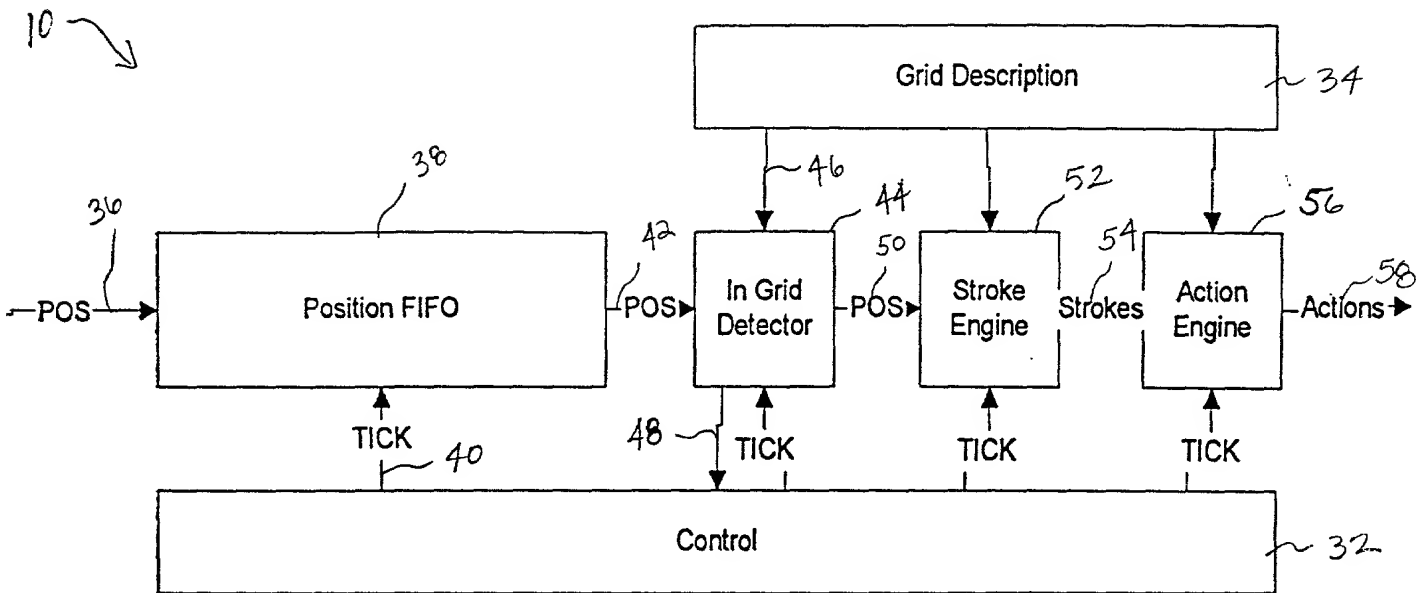 10
Grid Description
34
38
46
52
44
56
36
42
50
54
58
POS
Position FIFO
POS
In Grid
Detector
POS
Stroke
Engine
Strokes
Action
Engine
Actions
TICK
40
48
TICK
TICK
TICK
Control
32